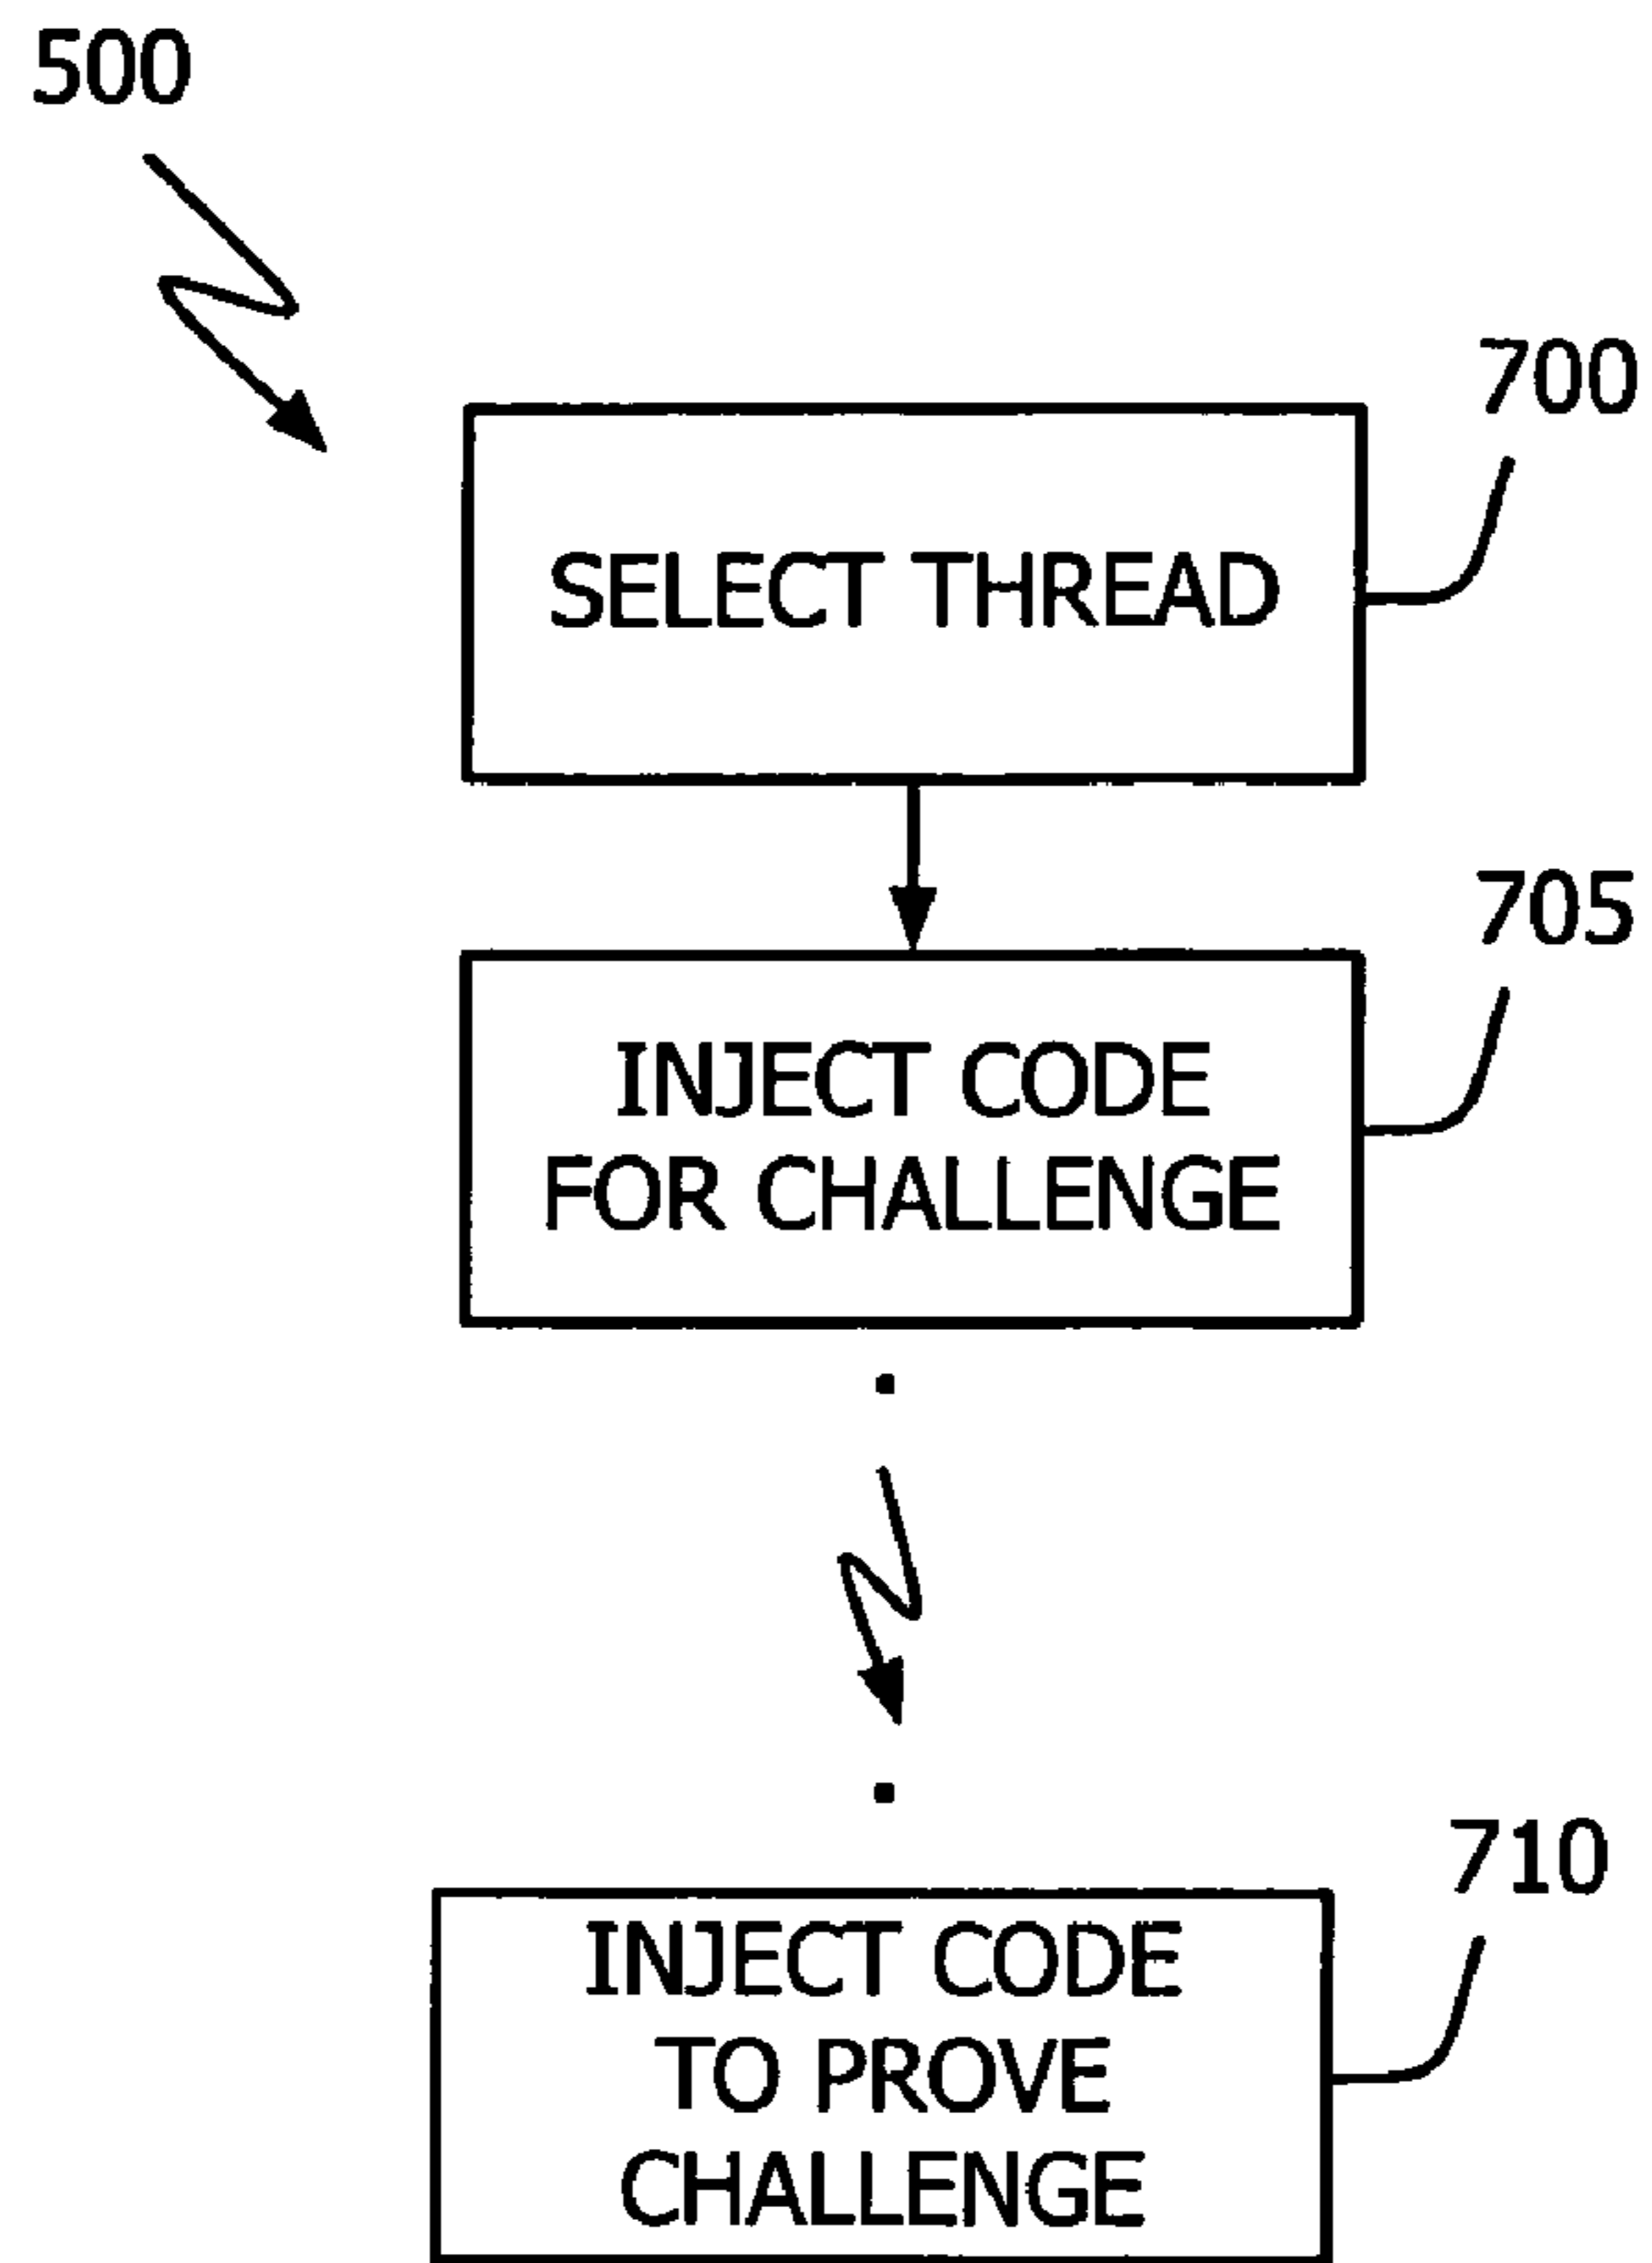 500
700
SELECT THREAD
705
INJECT CODE
FOR CHALLENGE
710
INJECT CODE
TO PROVE
CHALLENGE